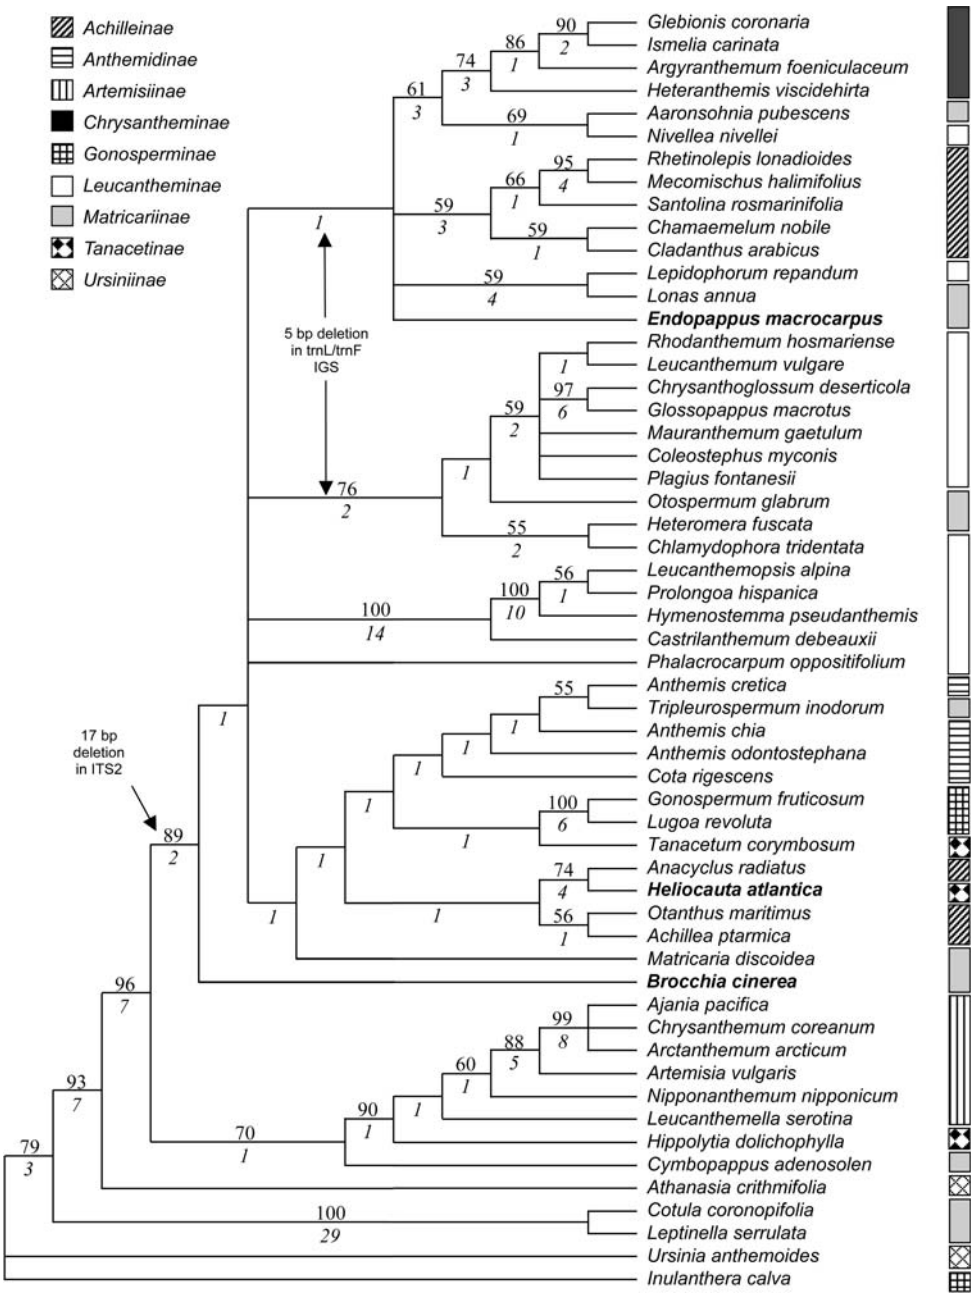 Achilleinae
Anthemidinae
Artemisiinae
Chrysantheminae
Gonosperminae
Leucantheminae
Matricariinae
Tanacetinae
Ursiniinae
5 bp deletion
in trnL/trnF
IGS
17 bp
deletion
in ITS2
90
2
86
1
74
3
61
3
69
1
95
4
66
1
59
3
59
1
1
59
4
1
97
6
59
2
1
76
2
55
2
56
1
100
10
100
14
1
55
1
1
1
1
100
6
1
1
74
4
1
56
1
1
89
2
96
7
99
8
88
5
60
1
1
90
1
70
1
93
7
79
3
100
29
Glebionis coronaria
Ismelia carinata
Argyranthemum foeniculaceum
Heteranthemis viscidehirta
Aaronsohnia pubescens
Nivellea nivellei
Rhetinolepis lonadioides
Mecomischus halimifolius
Santolina rosmarinifolia
Chamaemelum nobile
Cladanthus arabicus
Lepidophorum repandum
Lonas annua
Endopappus macrocarpus
Rhodanthemum hosmariense
Leucanthemum vulgare
Chrysanthoglossum deserticola
Glossopappus macrotus
Mauranthemum gaetulum
Coleostephus myconis
Plagius fontanesii
Otospermum glabrum
Heteromera fuscata
Chlamydophora tridentata
Leucanthemopsis alpina
Prolongoa hispanica
Hymenostemma pseudanthemis
Castrilanthemum debeauxii
Phalacrocarpum oppositifolium
Anthemis cretica
Tripleurospermum inodorum
Anthemis chia
Anthemis odontostephana
Cota rigescens
Gonospermum fruticosum
Lugoa revoluta
Tanacetum corymbosum
Anacyclus radiatus
Heliocauta atlantica
Otanthus maritimus
Achillea ptarmica
Matricaria discoidea
Brocchia cinerea
Ajania pacifica
Chrysanthemum coreanum
Arctanthemum arcticum
Artemisia vulgaris
Nipponanthemum nipponicum
Leucanthemella serotina
Hippolytia dolichophylla
Cymbopappus adenosolen
Athanasia crithmifolia
Cotula coronopifolia
Leptinella serrulata
Ursinia anthemoides
Inulanthera calva